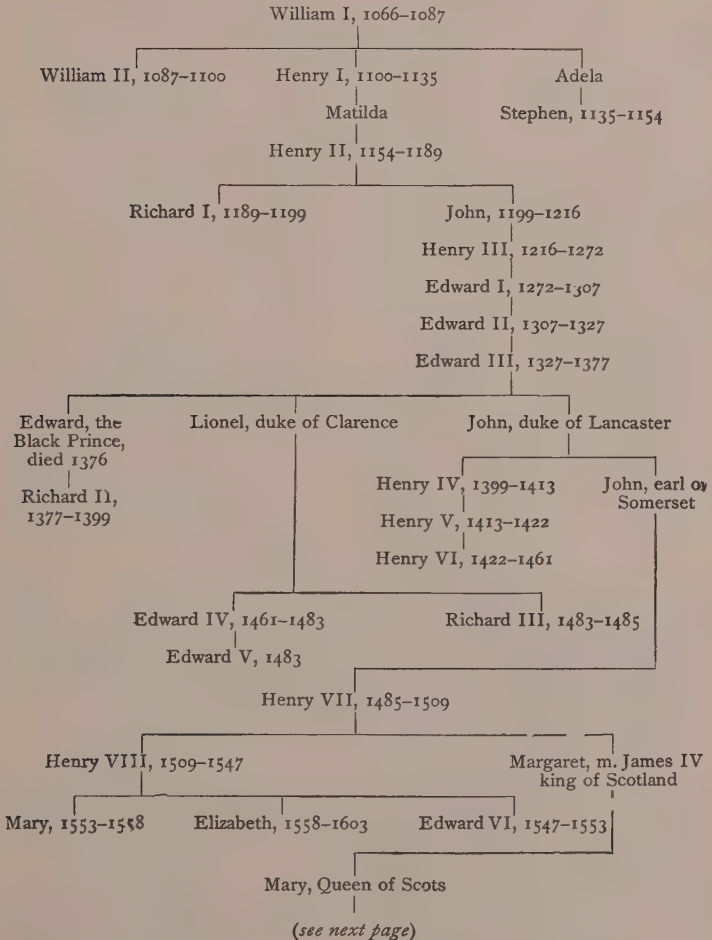 William I, 1066–1087
William II, 1087–1100
Henry I, 1100–1135
Adela
Matilda
Stephen, 1135–1154
Henry II, 1154–1189
Richard I, 1189–1199
John, 1199–1216
Henry III, 1216–1272
Edward I, 1272–1307
Edward II, 1307–1327
Edward III, 1327–1377
Edward, the
Black Prince,
died 1376
Lionel, duke of Clarence
John, duke of Lancaster
Richard II,
1377–1399
Henry IV, 1399–1413
John, earl of
Somerset
Henry V, 1413–1422
Henry VI, 1422–1461
Edward IV, 1461–1483
Richard III, 1483–1485
Edward V, 1483
Henry VII, 1485–1509
Henry VIII, 1509–1547
Margaret, m. James IV
king of Scotland
Mary, 1553–1558
Elizabeth, 1558–1603
Edward VI, 1547–1553
Mary, Queen of Scots
(see next page)